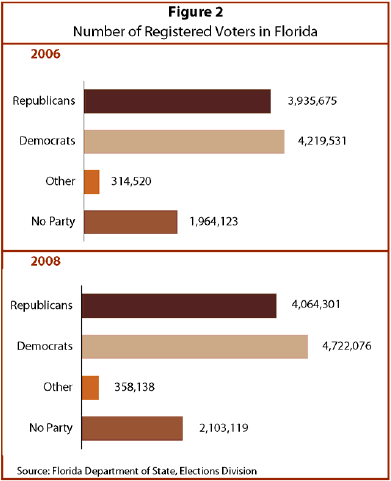 Figure 2
Number of Registered Voters in Florida
2006
Republicans 3,935,675
Democrats 4,219,531
Other 314,520
No Party 1,964,123
2008
Republicans 4,064,301
Democrats 4,722,076
Other 358,138
No Party 2,103,119
Source: Florida Department of State, Elections Division